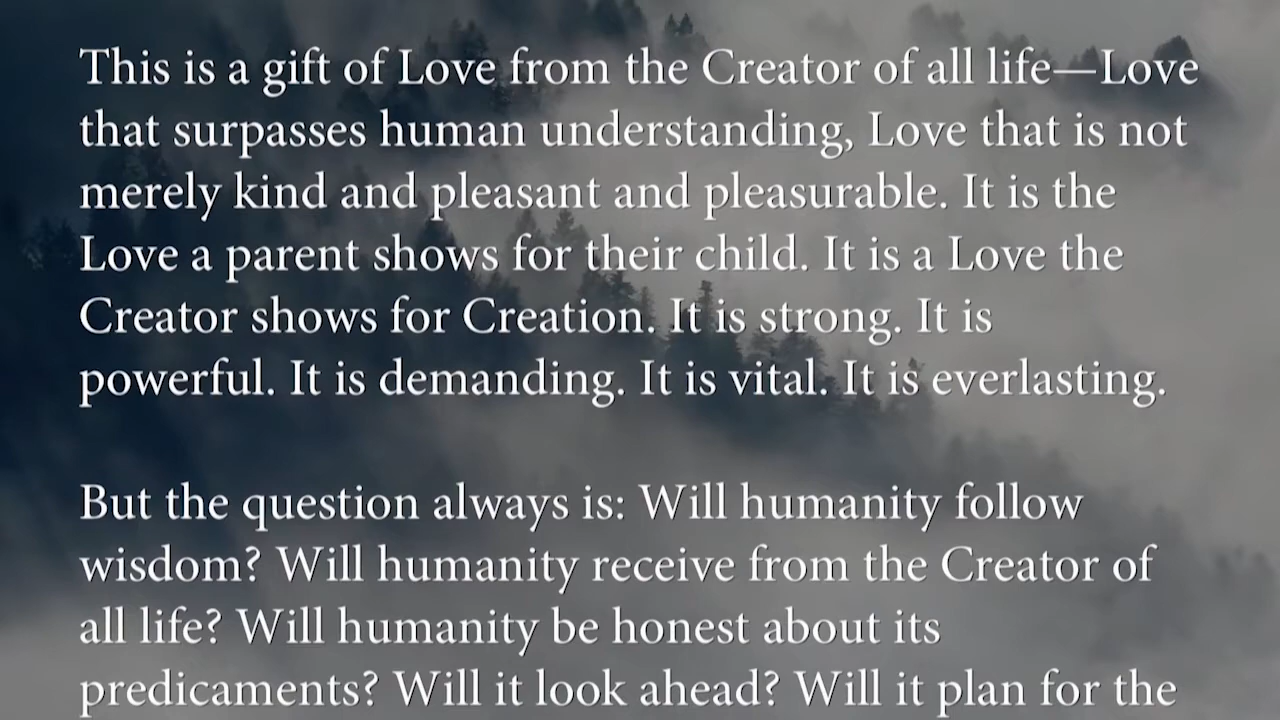 This is a gift of Love from the Creator of all life—Love
that surpasses human understanding, Love that is not
merely kind and pleasant and pleasurable. It is the
Love a parent shows for their child. It is a Love the
Creator shows for Creation. It is strong. It is
powerful. It is demanding. It is vital. It is everlasting.
But the question always is: Will humanity follow
wisdom? Will humanity receive from the Creator of
all life? Will humanity be honest about its
predicaments? Will it look ahead? Will it plan for the